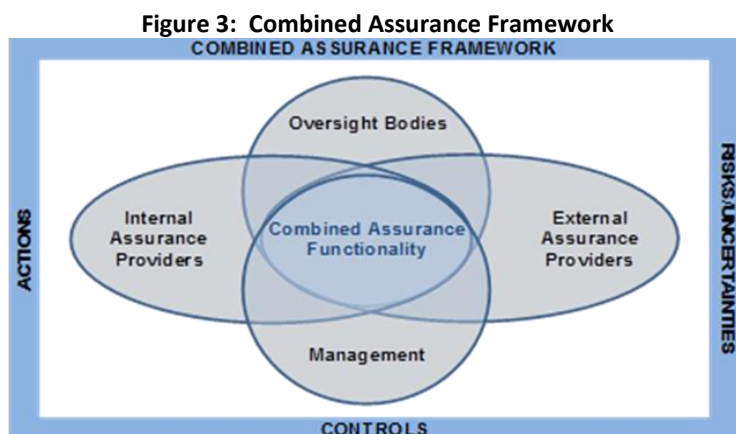 Figure 3:  Combined Assurance Framework
COMBINED ASSURANCE FRAMEWORK
Oversight Bodies
ACTIONS
Internal
Assurance
Providers
Combined Assurance
Functionality
External
Assurance
Providers
RISKS/UNCERTAINTIES
Management
CONTROLS